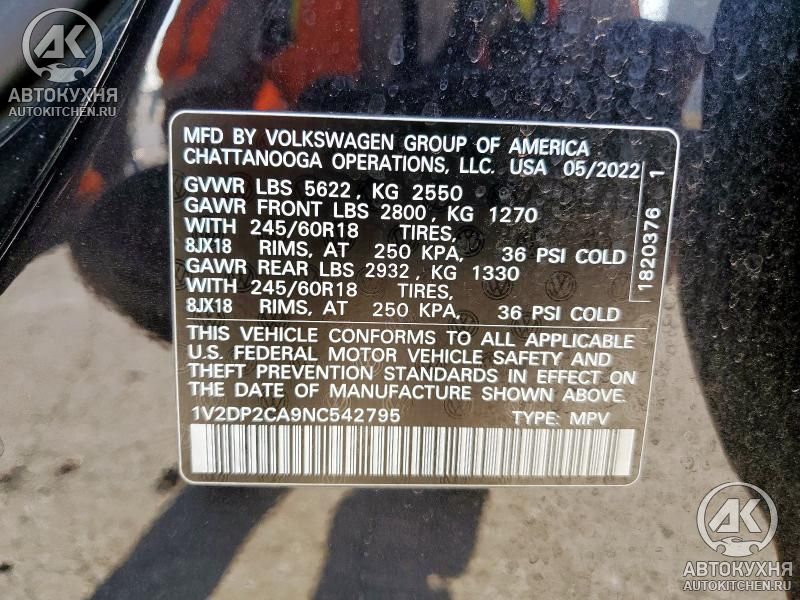 АК
АВТОКУХНЯ
AUTOKITCHEN.RU
MFD BY VOLKSWAGEN GROUP OF AMERICA
CHATTANOOGA OPERATIONS, LLC. USA 05/2022
GVWR LBS 5622, KG 2550
GAWR FRONT LBS 2800, KG 1270
WITH 245/60R18 TIRES,
8JX18 RIMS, AT 250 KPA, 36 PSI COLD
GAWR REAR LBS 2932, KG 1330
WITH 245/60R18 TIRES,
8JX18 RIMS, AT 250 KPA, 36 PSI COLD
1820376 1
THIS VEHICLE CONFORMS TO ALL APPLICABLE
U.S. FEDERAL MOTOR VEHICLE SAFETY AND
THEFT PREVENTION STANDARDS IN EFFECT ON
THE DATE OF MANUFACTURE SHOWN ABOVE.
1V2DP2CA9NC542795 TYPE: MPV
АК
АВТОКУХНЯ
AUTOKITCHEN.RU